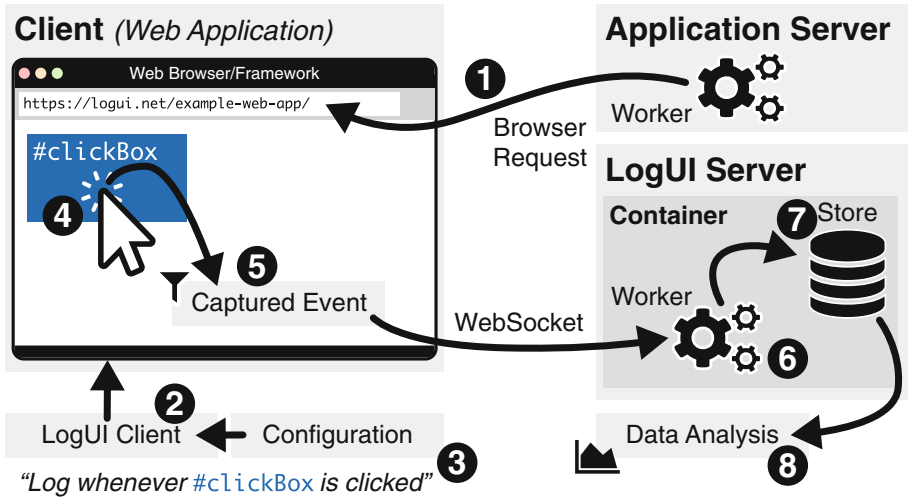 Client (Web Application)
Web Browser/Framework
https://logui.net/example-web-app/
#clickBox
4
5
Captured Event
1
Browser
Request
WebSocket
Application Server
Worker
LogUI Server
Container
7
Store
Worker
6
2
LogUI Client
Configuration
3
“Log whenever #clickBox is clicked”
Data Analysis
8